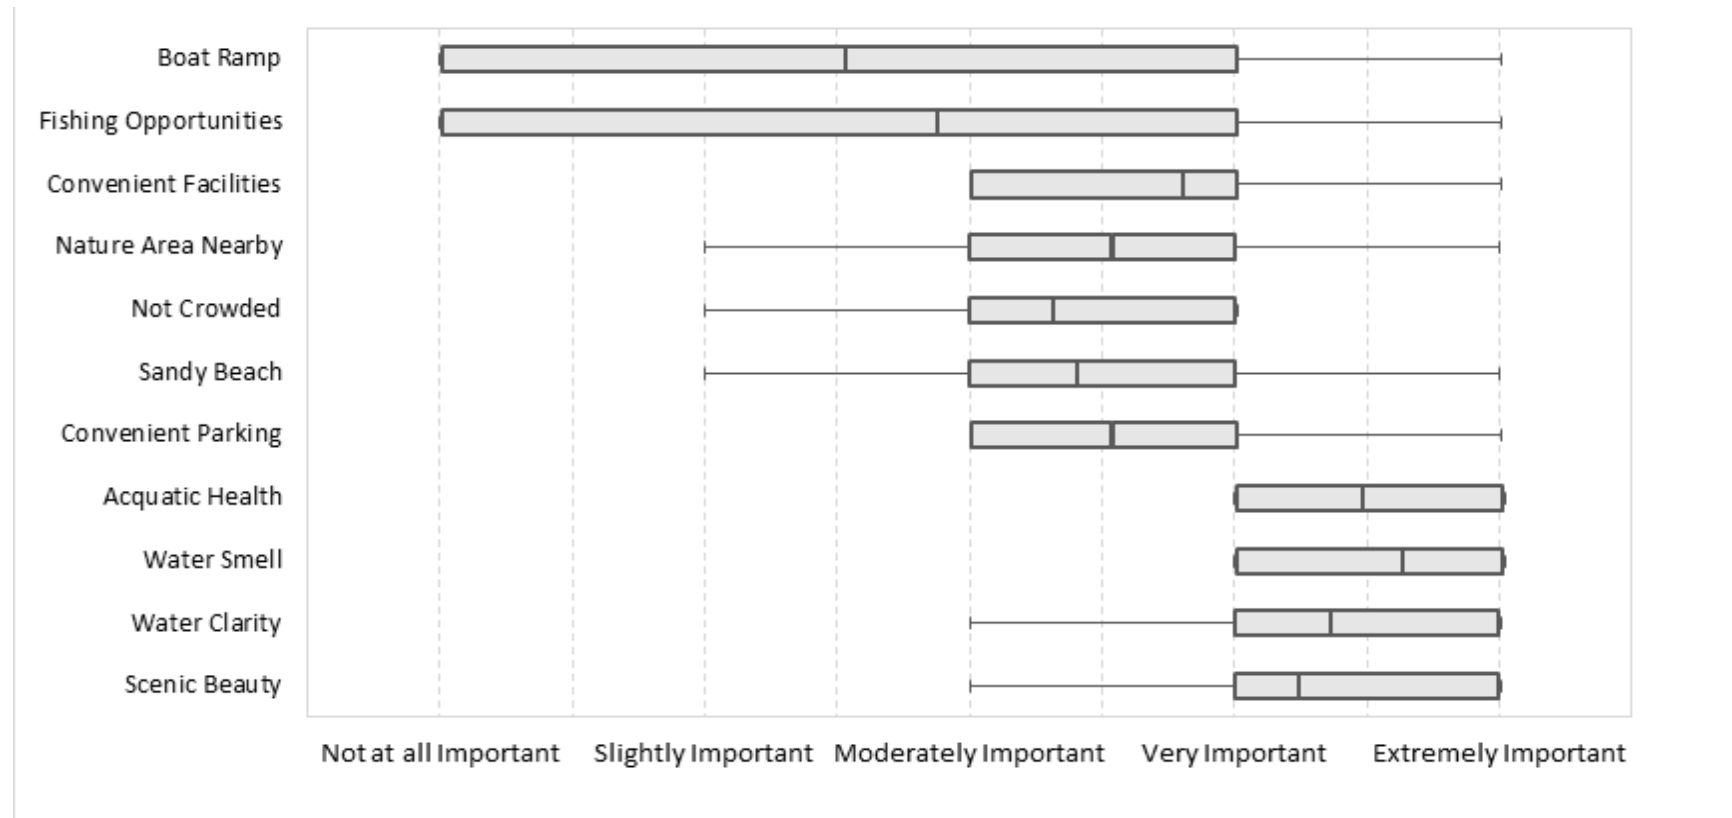 Boat Ramp
Fishing Opportunities
Convenient Facilities
Nature Area Nearby
Not Crowded
Sandy Beach
Convenient Parking
Acquatic Health
Water Smell
Water Clarity
Scenic Beauty
Not at all Important Slightly Important Moderately Important Very Important Extremely Important